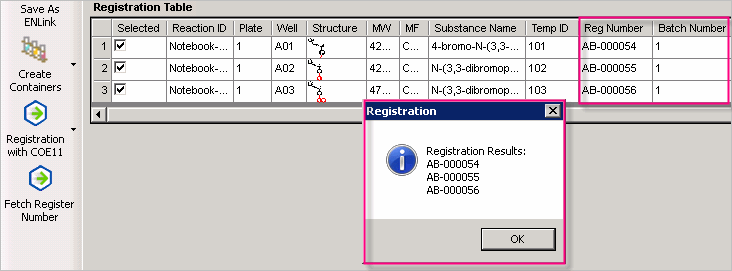 Save As
ENLink
Create
Containers
Registration
with COE11
Fetch Register
Number
Registration Table
Selected Reaction ID Plate Well Structure MW MF Substance Name Temp ID Reg Number Batch Number
1 Notebook-... 1 A01 42... C... 4-bromo-N-(3,3-... 101 AB-000054 1
2 Notebook-... 1 A02 42... C... N-(3,3-dibromop... 102 AB-000055 1
3 Notebook-... 1 A03 47... C... N-(3,3-dibromop... 103 AB-000056 1
Registration
Registration Results:
AB-000054
AB-000055
AB-000056
OK